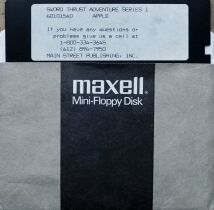 SWORD THRUST ADVENTURE SERIES 1
6010156D APPLE
If you have any questions or
problems give us a call at
1-800-334-3645
(612) 894-7950
MAIN STREET PUBLISHING, INC.
maxell®
Mini-Floppy Disk